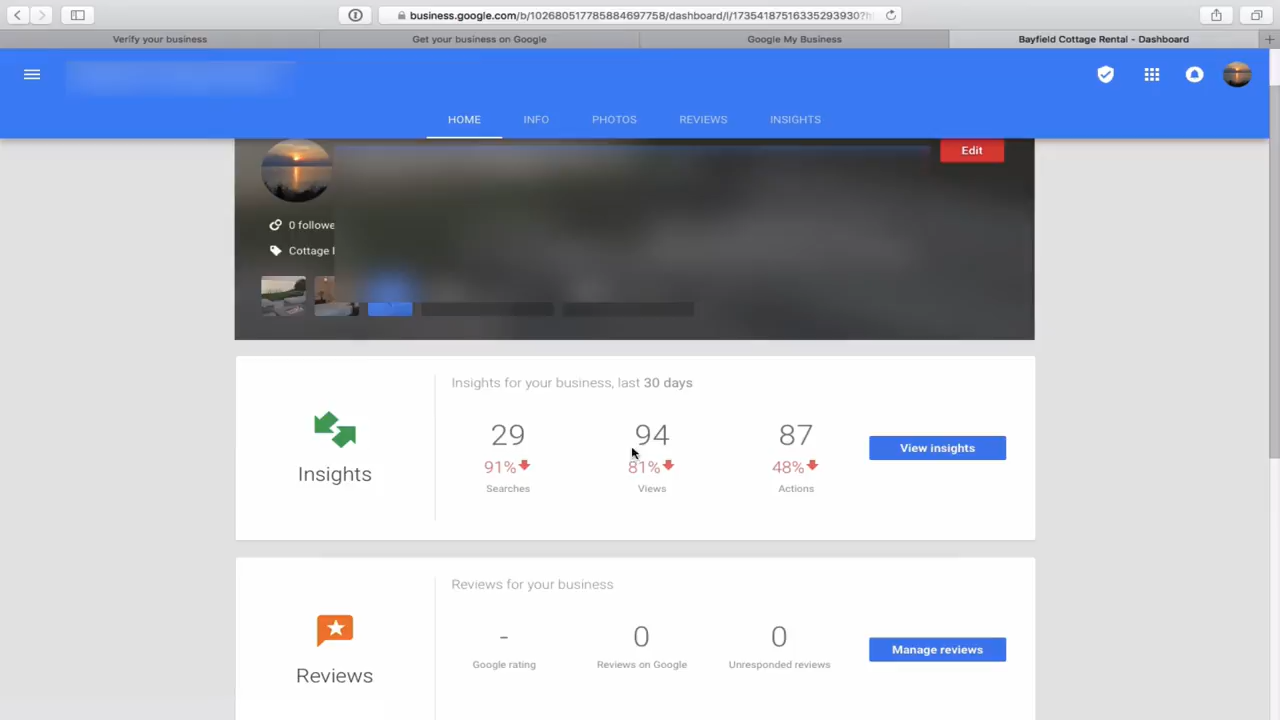 business.google.com/b/102680517785884697758/dashboard/l/17354187516335293930?h
Verify your business
Get your business on Google
Google My Business
Bayfield Cottage Rental - Dashboard
HOME
INFO
PHOTOS
REVIEWS
INSIGHTS
Edit
0 followe
Cottage
Insights for your business, last 30 days
29
94
87
91%
81%
48%
Searches
Views
Actions
Insights
View insights
Reviews for your business
-
0
0
Google rating
Reviews on Google
Unresponded reviews
Reviews
Manage reviews